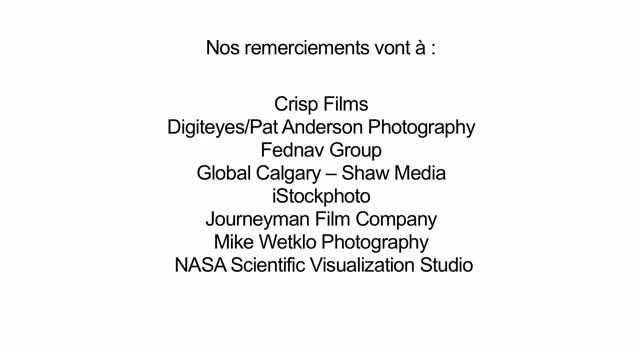 Nos remerciements vont à :
Crisp Films
Digiteyes/Pat Anderson Photography
Fednav Group
Global Calgary – Shaw Media
iStockphoto
Journeyman Film Company
Mike Wetklo Photography
NASA Scientific Visualization Studio